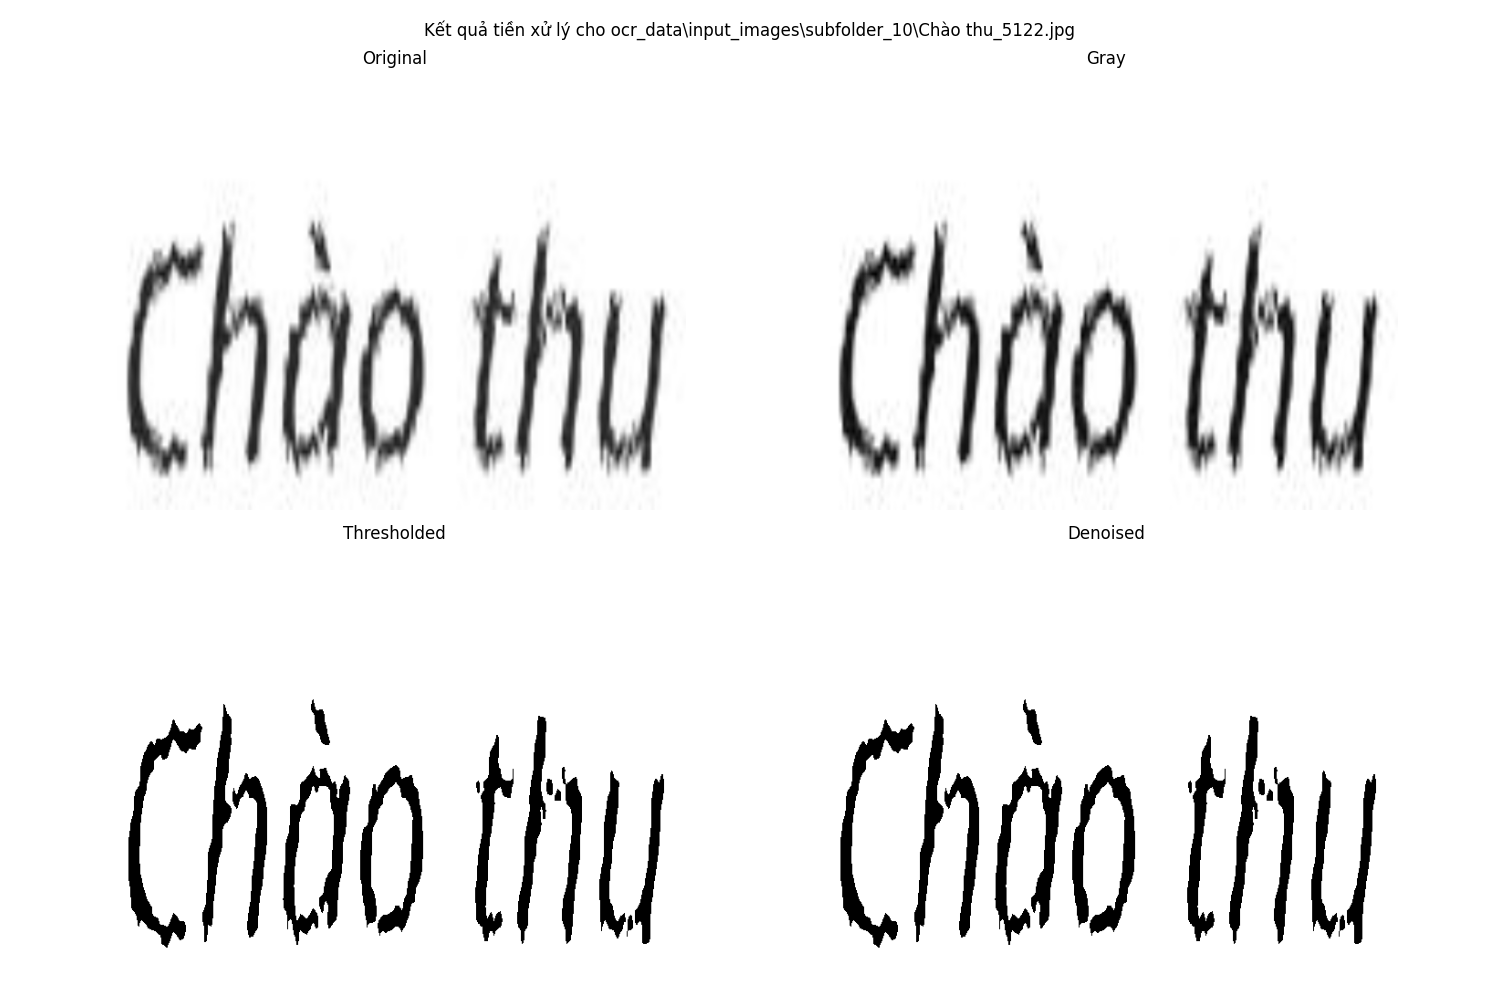 Kết quả tiền xử lý cho ocr_data\input_images\subfolder_10\Chào thu_5122.jpg
Original
Gray
Chào thu
Chào thu
Thresholded
Denoised
Chào thu
Chào thu